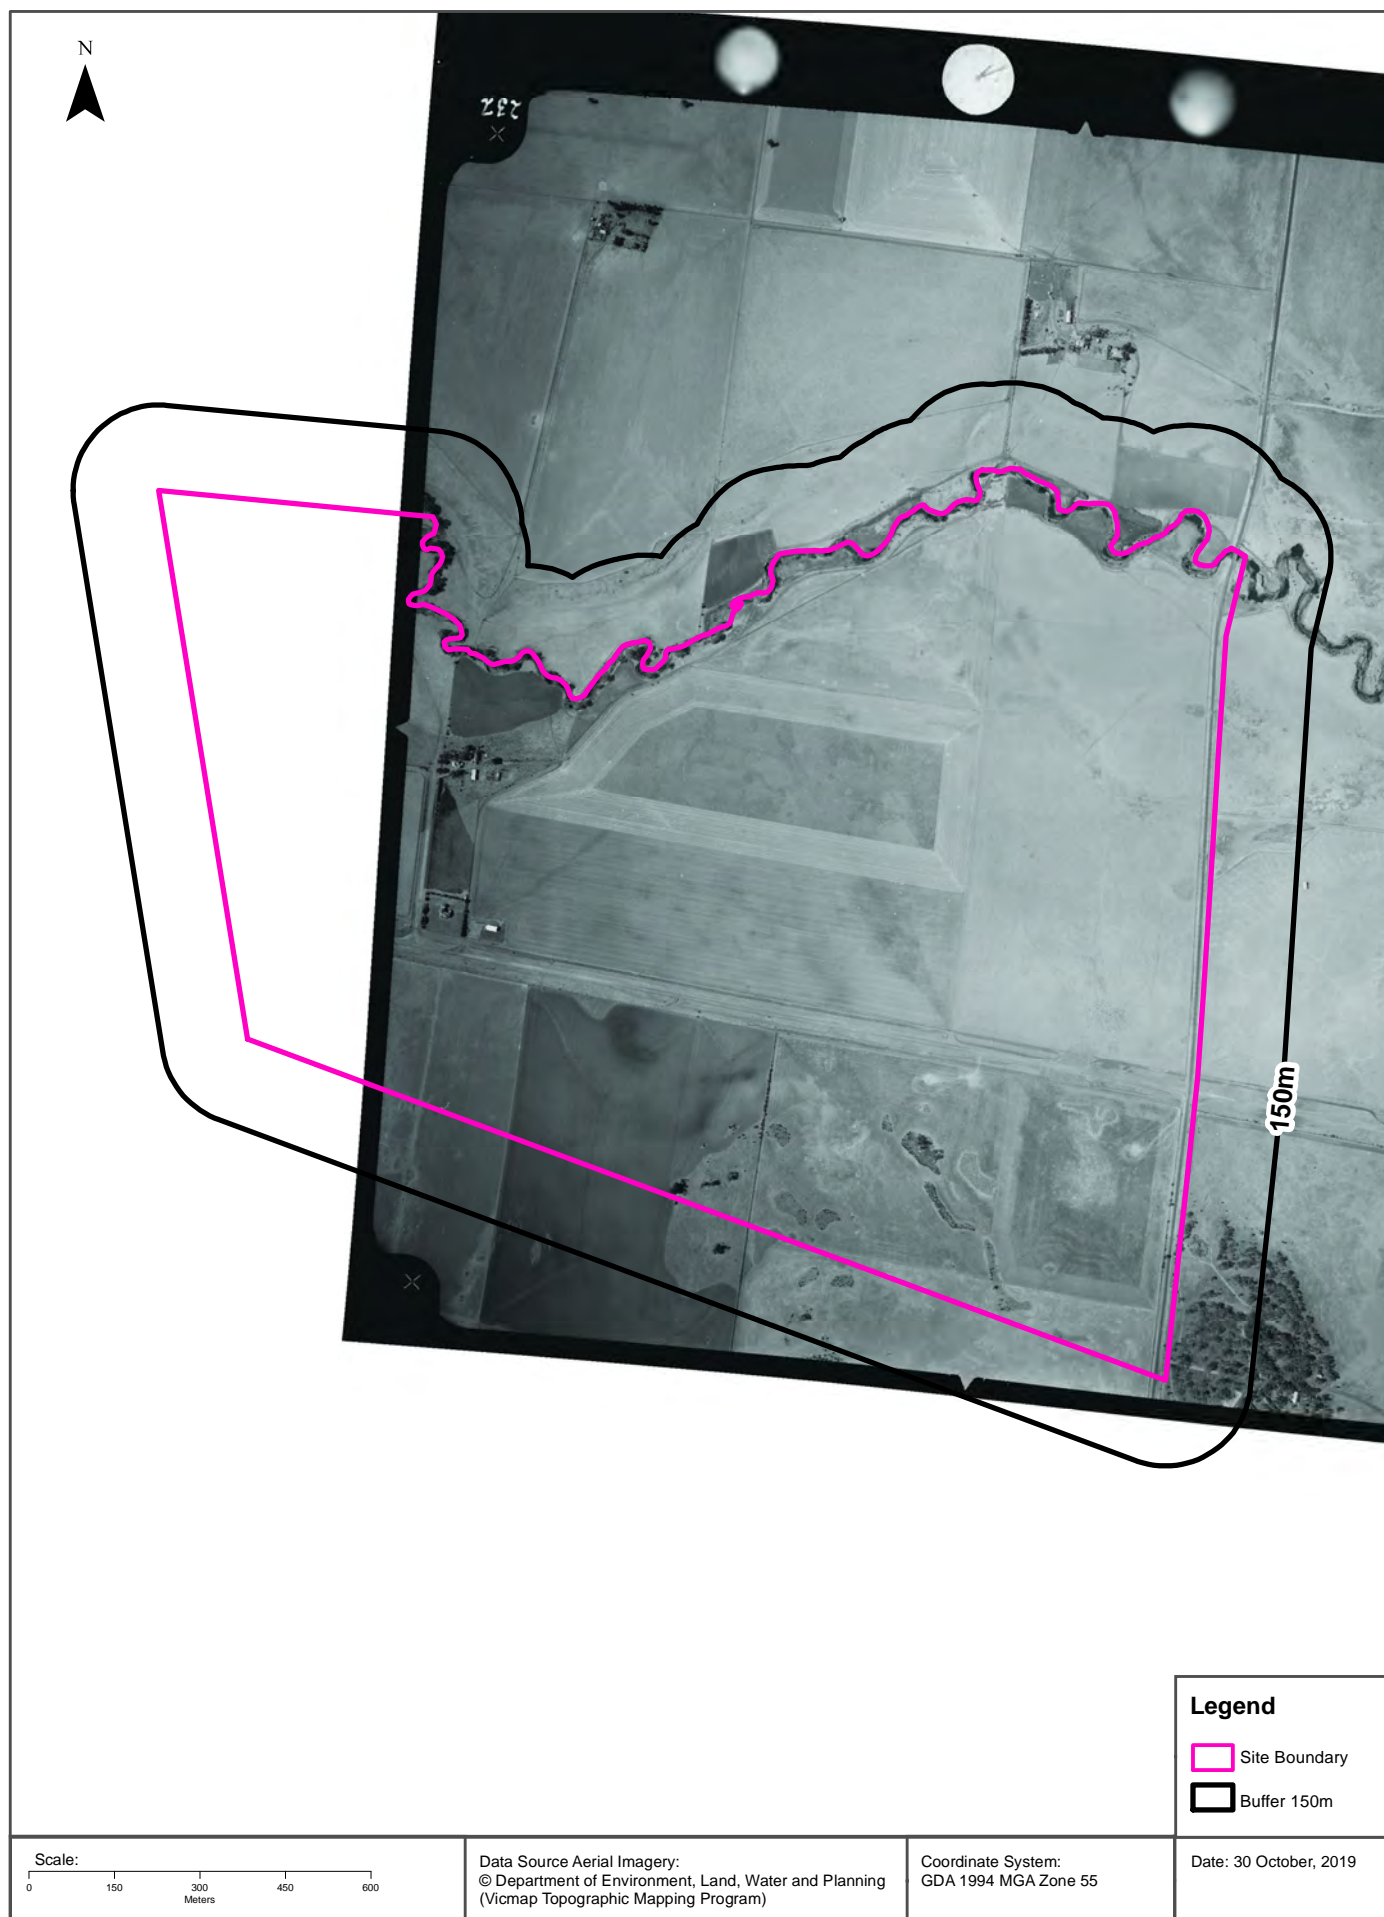 N
232
150m
Legend
Site Boundary
Buffer 150m
Scale:
0 150 300 450 600
Meters
Data Source Aerial Imagery:
© Department of Environment, Land, Water and Planning
(Vicmap Topographic Mapping Program)
Coordinate System:
GDA 1994 MGA Zone 55
Date: 30 October, 2019